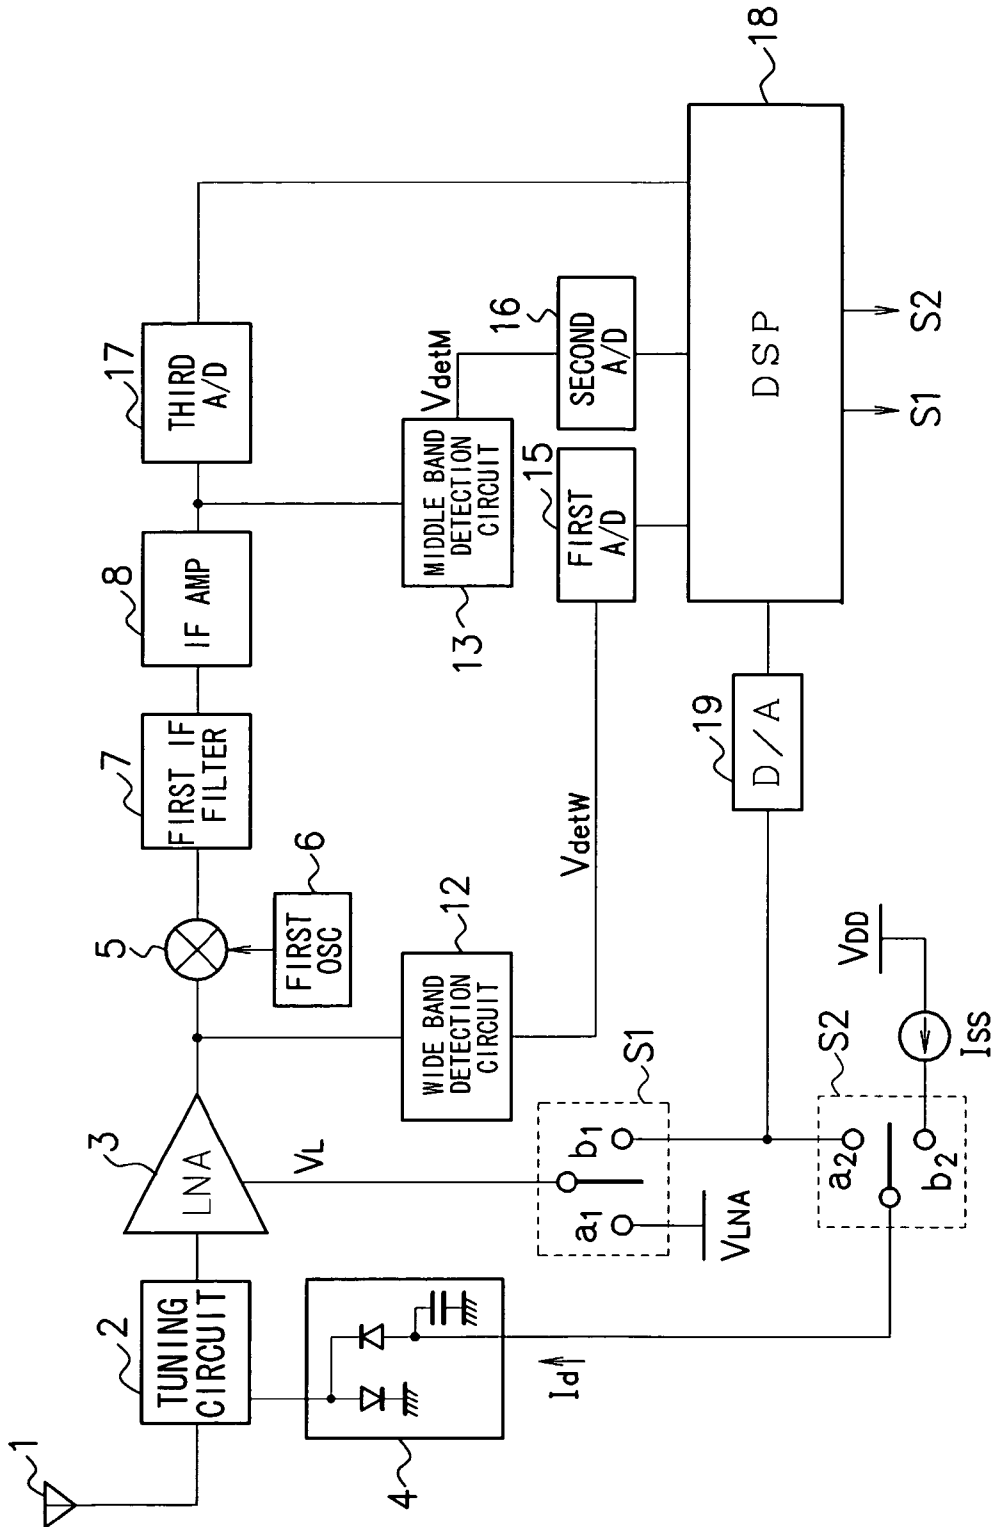 1
2
TUNING
CIRCUIT
3
LNA
5
6
FIRST
OSC
7
FIRST IF
FILTER
8
IF AMP
17
THIRD
A/D
4
Id
VL
12
WIDE BAND
DETECTION
CIRCUIT
VdetW
13
MIDDLE BAND
DETECTION
CIRCUIT
VdetM
15
FIRST
A/D
16
SECOND
A/D
18
DSP
S1
S2
19
D/A
S1
a1
b1
VLNA
S2
a2
b2
VDD
Iss